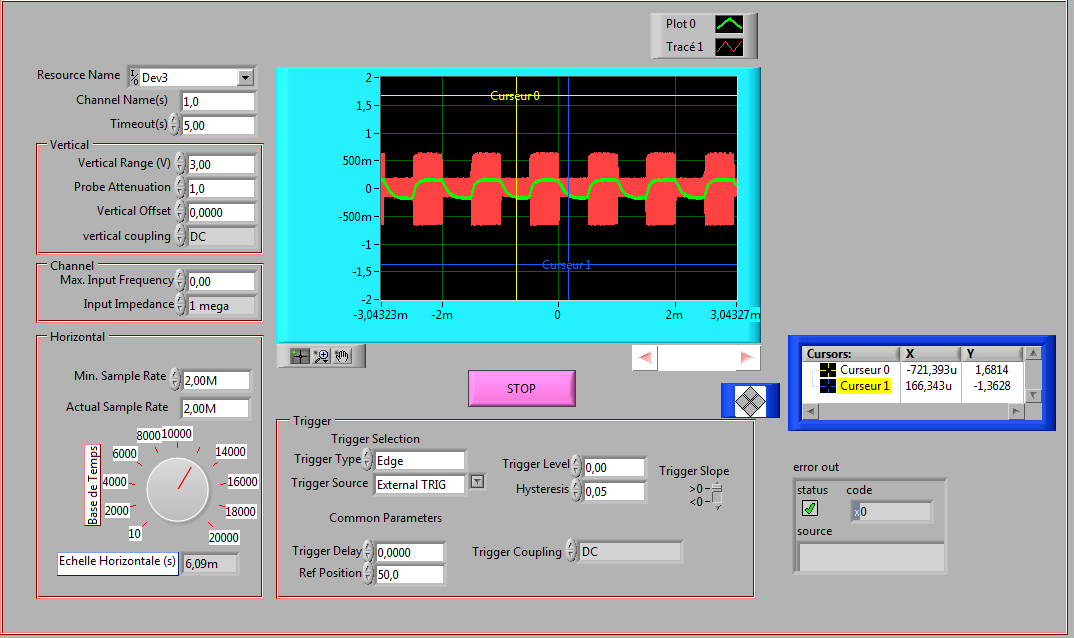 Plot 0
Tracé 1
Resource Name
I/O Dev3
Channel Name(s)
1,0
Timeout(s)
5,00
Vertical
Vertical Range (V)
3,00
Probe Attenuation
1,0
Vertical Offset
0,0000
vertical coupling
DC
Channel
Max. Input Frequency
0,00
Input Impedance
1 mega
Horizontal
Min. Sample Rate
2,00M
Actual Sample Rate
2,00M
Base de Temps
10
2000
4000
6000
8000
10000
14000
16000
18000
20000
Echelle Horizontale (s)
6,09m
2
1,5
1
500m
0
-500m
-1
-1,5
-2
Curseur 0
Curseur 1
-3,04323m
-2m
0
2m
3,04327m
STOP
Cursors:
X
Y
Curseur 0
-721,393u
1,6814
Curseur 1
166,343u
-1,3628
Trigger
Trigger Selection
Trigger Type
Edge
Trigger Source
External TRIG
Trigger Level
0,00
Hysteresis
0,05
Trigger Slope
>0
<0
Common Parameters
Trigger Delay
0,0000
Ref Position
50,0
Trigger Coupling
DC
error out
status
code
x0
source